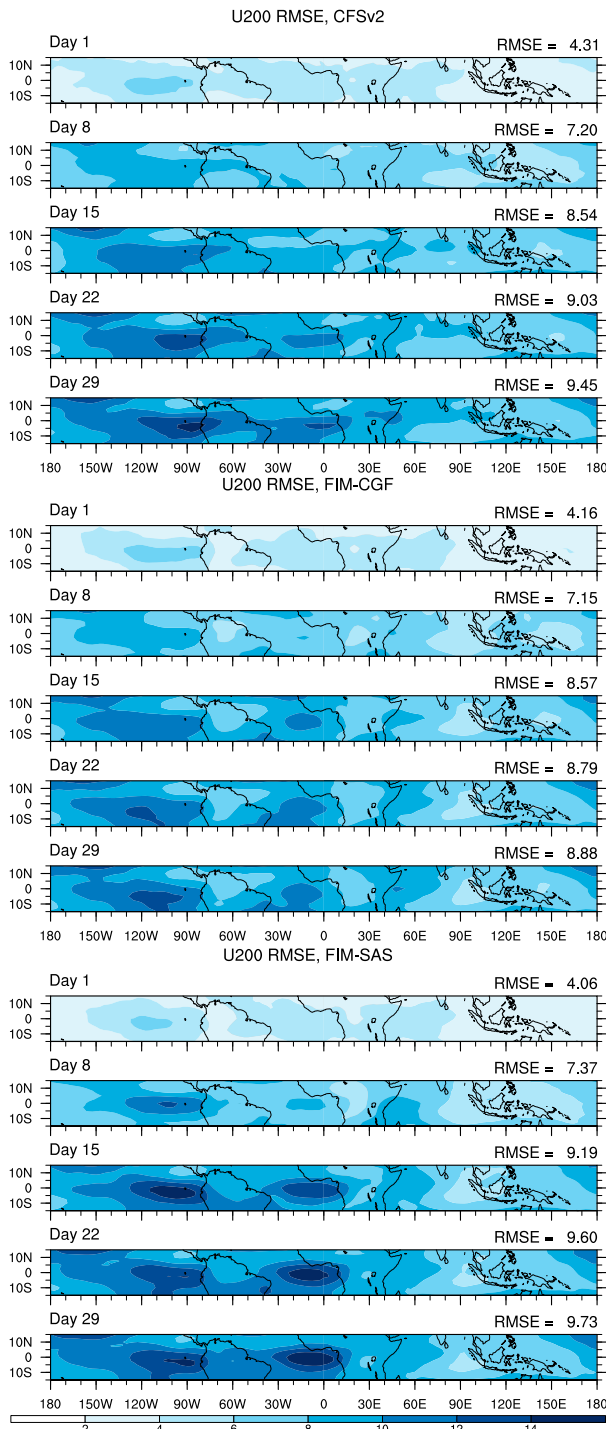 U200 RMSE, CFSv2
Day 1 RMSE = 4.31
10N
0
10S
Day 8 RMSE = 7.20
10N
0
10S
Day 15 RMSE = 8.54
10N
0
10S
Day 22 RMSE = 9.03
10N
0
10S
Day 29 RMSE = 9.45
10N
0
10S
180 150W 120W 90W 60W 30W 0 30E 60E 90E 120E 150E 180
U200 RMSE, FIM-CGF
Day 1 RMSE = 4.16
10N
0
10S
Day 8 RMSE = 7.15
10N
0
10S
Day 15 RMSE = 8.57
10N
0
10S
Day 22 RMSE = 8.79
10N
0
10S
Day 29 RMSE = 8.88
10N
0
10S
180 150W 120W 90W 60W 30W 0 30E 60E 90E 120E 150E 180
U200 RMSE, FIM-SAS
Day 1 RMSE = 4.06
10N
0
10S
Day 8 RMSE = 7.37
10N
0
10S
Day 15 RMSE = 9.19
10N
0
10S
Day 22 RMSE = 9.60
10N
0
10S
Day 29 RMSE = 9.73
10N
0
10S
180 150W 120W 90W 60W 30W 0 30E 60E 90E 120E 150E 180
2 4 6 8 10 12 14